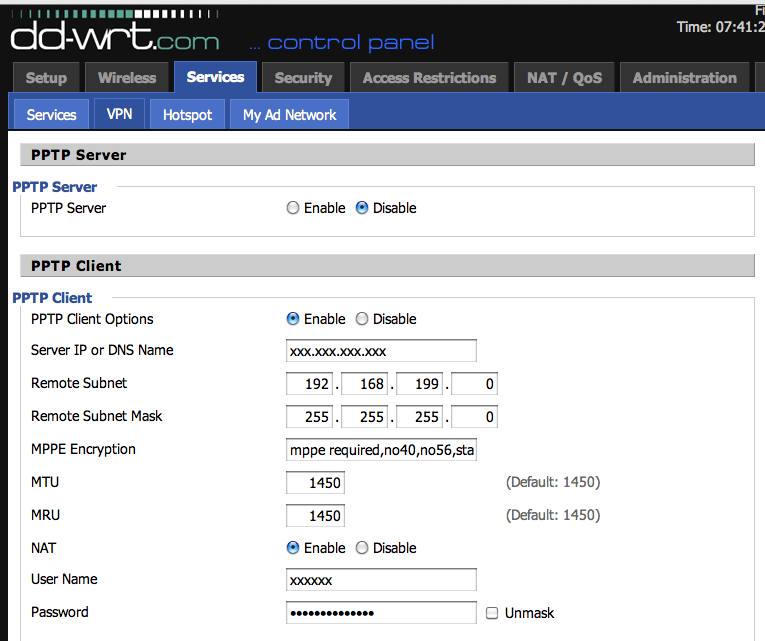 Fi
dd-wrt.com ... control panel
Time: 07:41:2
Setup Wireless Services Security Access Restrictions NAT / QoS Administration
Services VPN Hotspot My Ad Network
PPTP Server
PPTP Server
PPTP Server Enable Disable
PPTP Client
PPTP Client
PPTP Client Options Enable Disable
Server IP or DNS Name xxx.xxx.xxx.xxx
Remote Subnet 192 . 168 . 199 . 0
Remote Subnet Mask 255 . 255 . 255 . 0
MPPE Encryption mppe required,no40,no56,sta
MTU 1450 (Default: 1450)
MRU 1450 (Default: 1450)
NAT Enable Disable
User Name xxxxxx
Password •••••••••••••• Unmask